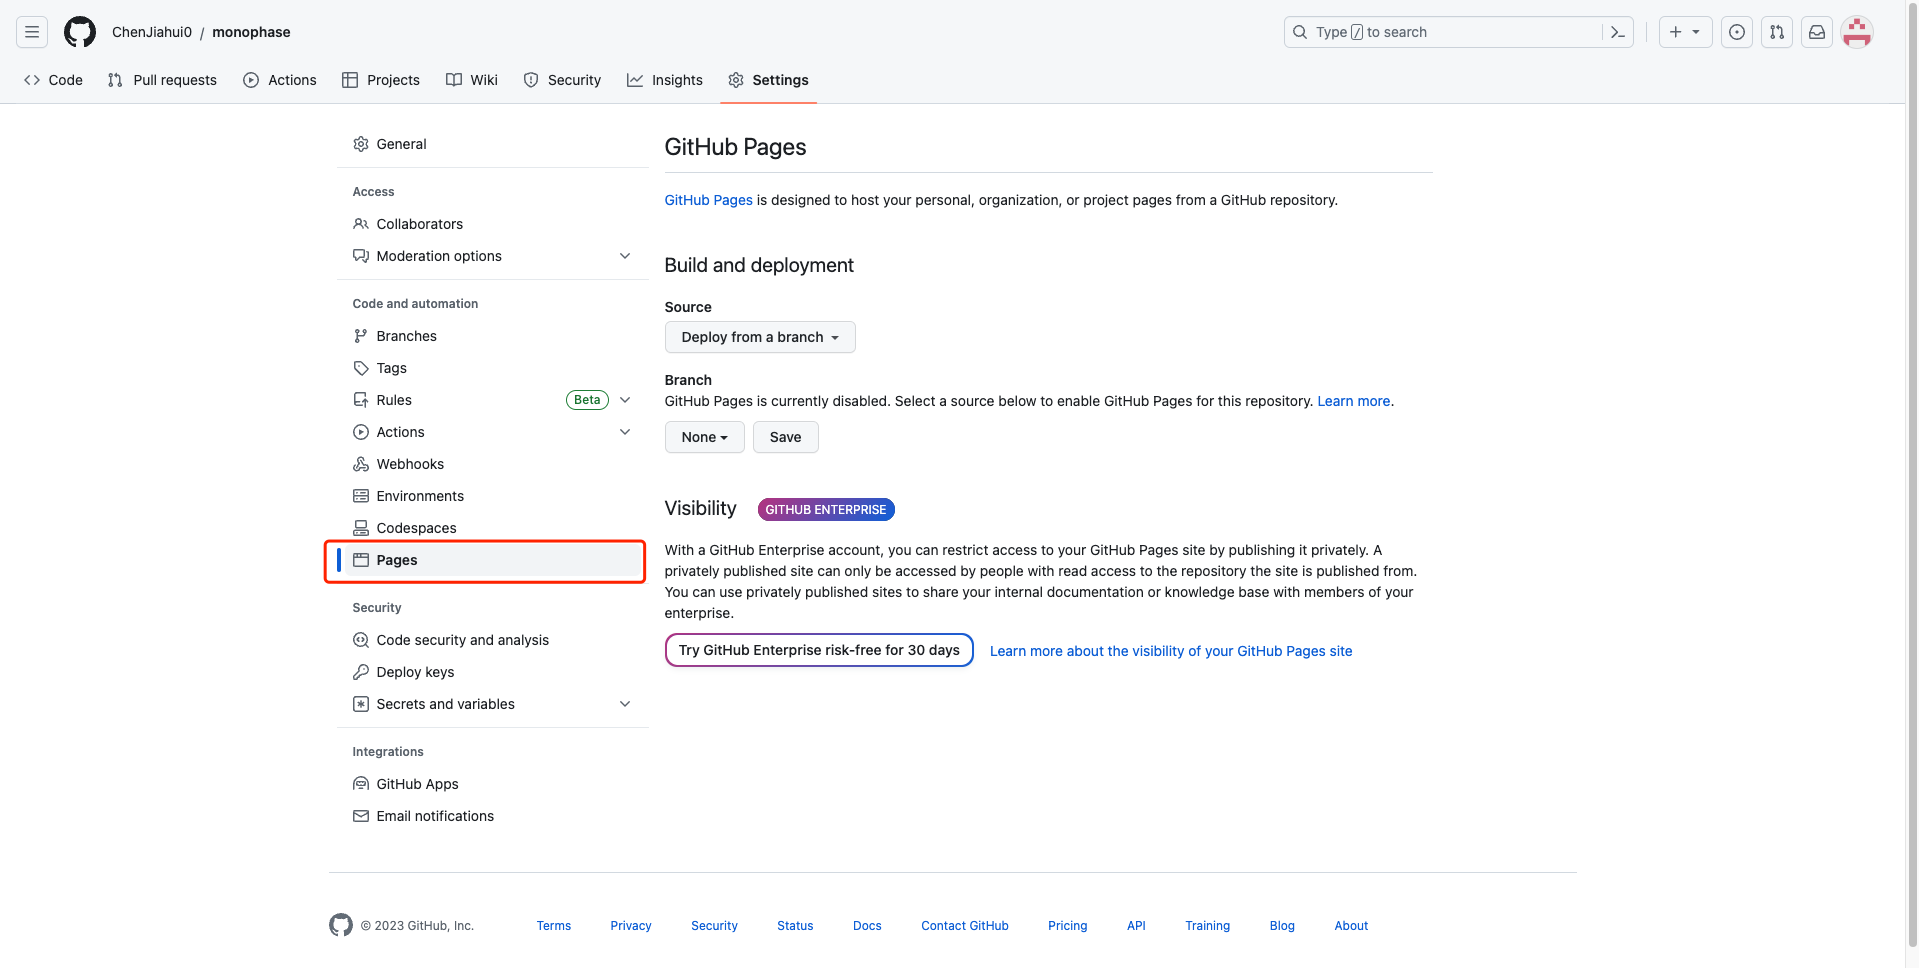 ChenJiahui0 / monophase
Type / to search
Code
Pull requests
Actions
Projects
Wiki
Security
Insights
Settings
General
Access
Collaborators
Moderation options
Code and automation
Branches
Tags
Rules Beta
Actions
Webhooks
Environments
Codespaces
Pages
Security
Code security and analysis
Deploy keys
Secrets and variables
Integrations
GitHub Apps
Email notifications
GitHub Pages
GitHub Pages is designed to host your personal, organization, or project pages from a GitHub repository.
Build and deployment
Source
Deploy from a branch
Branch
GitHub Pages is currently disabled. Select a source below to enable GitHub Pages for this repository. Learn more.
None Save
Visibility GITHUB ENTERPRISE
With a GitHub Enterprise account, you can restrict access to your GitHub Pages site by publishing it privately. A
privately published site can only be accessed by people with read access to the repository the site is published from.
You can use privately published sites to share your internal documentation or knowledge base with members of your
enterprise.
Try GitHub Enterprise risk-free for 30 days Learn more about the visibility of your GitHub Pages site
© 2023 GitHub, Inc.
Terms
Privacy
Security
Status
Docs
Contact GitHub
Pricing
API
Training
Blog
About